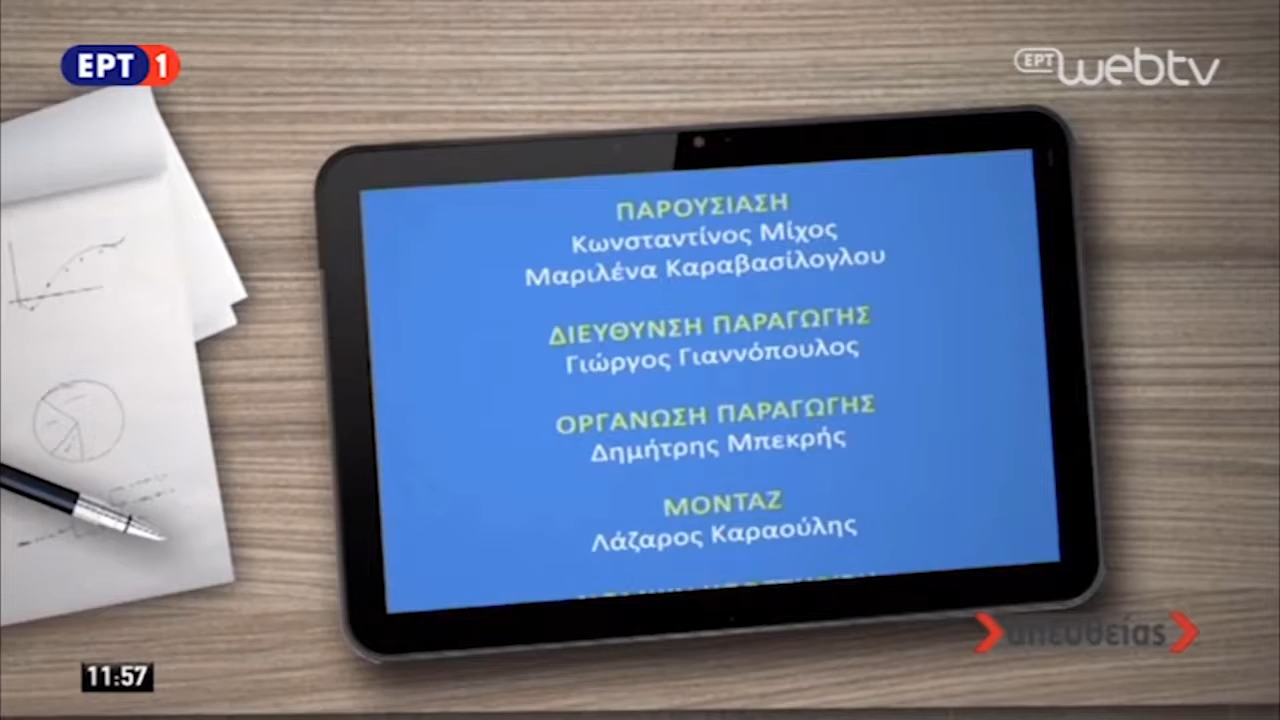 ΕΡΤ 1
ΕΡΤ webtv
ΠΑΡΟΥΣΙΑΣΗ
Κωνσταντίνος Μίχος
Μαριλένα Καραβασίλογλου
ΔΙΕΥΘΥΝΣΗ ΠΑΡΑΓΩΓΗΣ
Γιώργος Γιαννόπουλος
ΟΡΓΑΝΩΣΗ ΠΑΡΑΓΩΓΗΣ
Δημήτρης Μπεκρής
ΜΟΝΤΑΖ
Λάζαρος Καραούλης
απευθείας
11:57